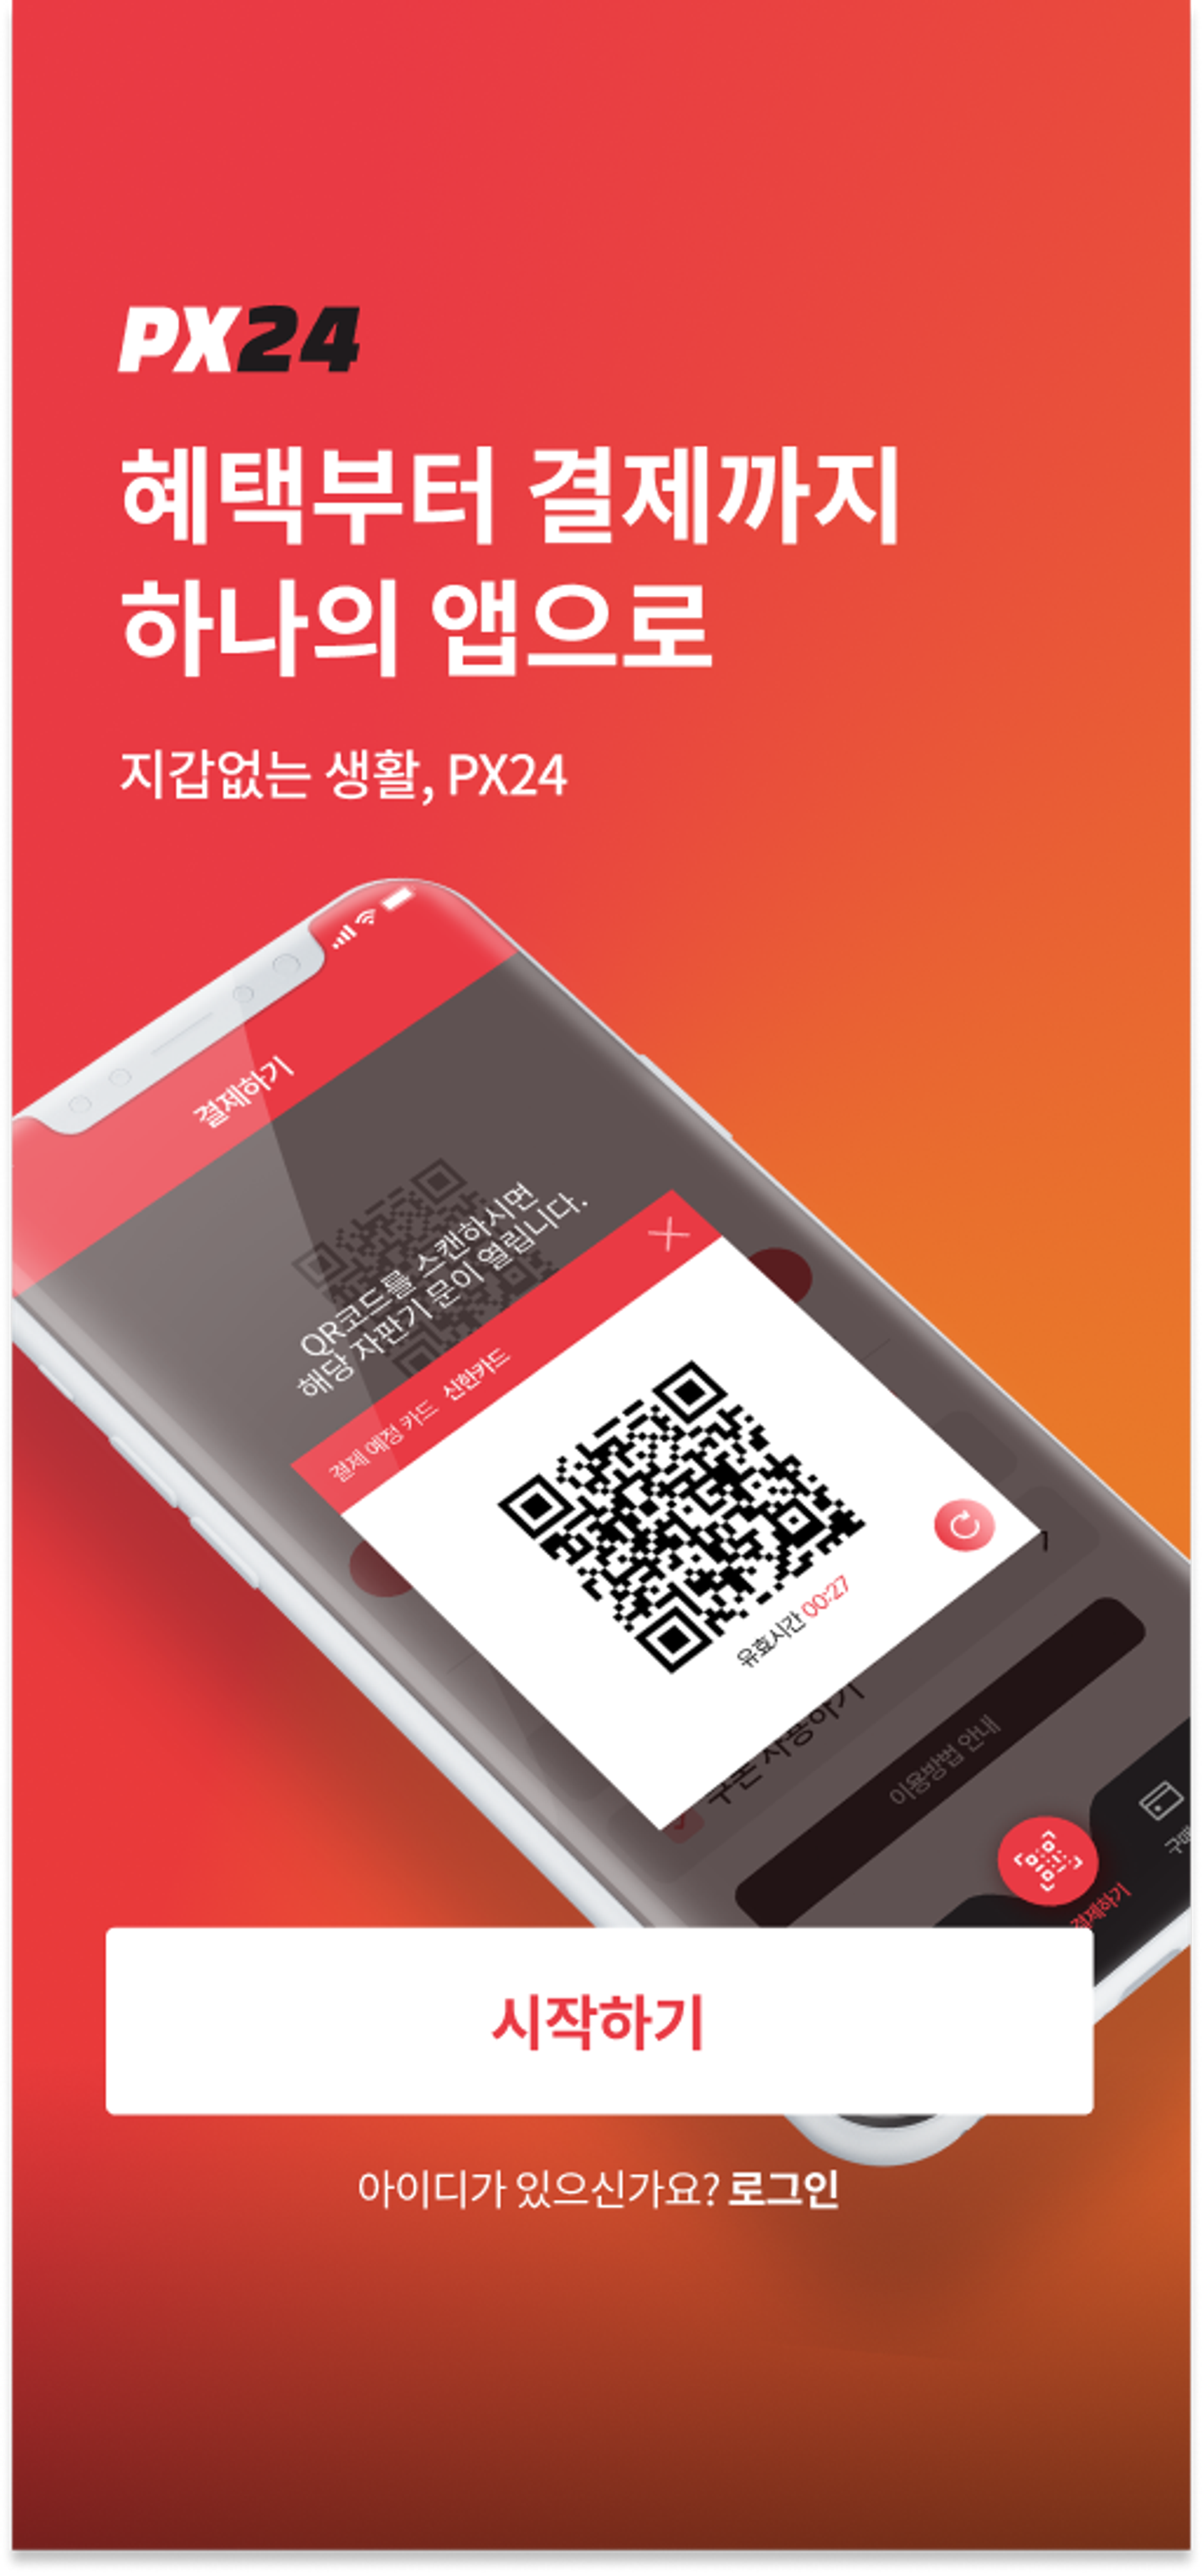 PX24
혜택부터 결제까지
하나의 앱으로
지갑없는 생활, PX24
결제하기
QR코드를 스캔하시면
해당 자판기 문이 열립니다.
결제 예정 카드 신한카드
유효시간 00:27
쿠폰 사용하기
이용방법 안내
결제하기
시작하기
아이디가 있으신가요? 로그인